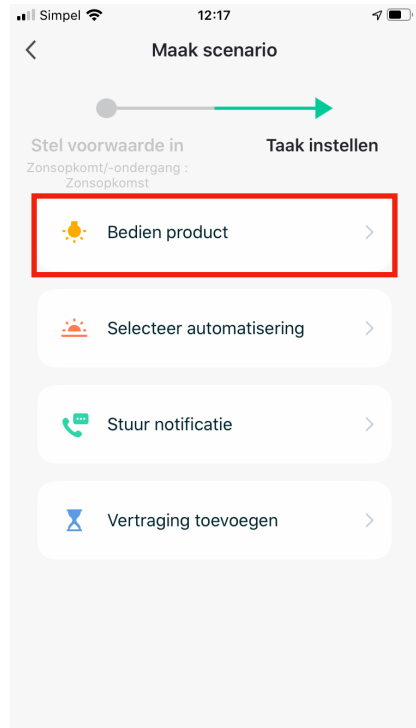 Simpel 12:17
Maak scenario
Stel voorwaarde in Taak instellen
Zonsopkomt/-ondergang :
Zonsopkomst
Bedien product
Selecteer automatisering
Stuur notificatie
Vertraging toevoegen